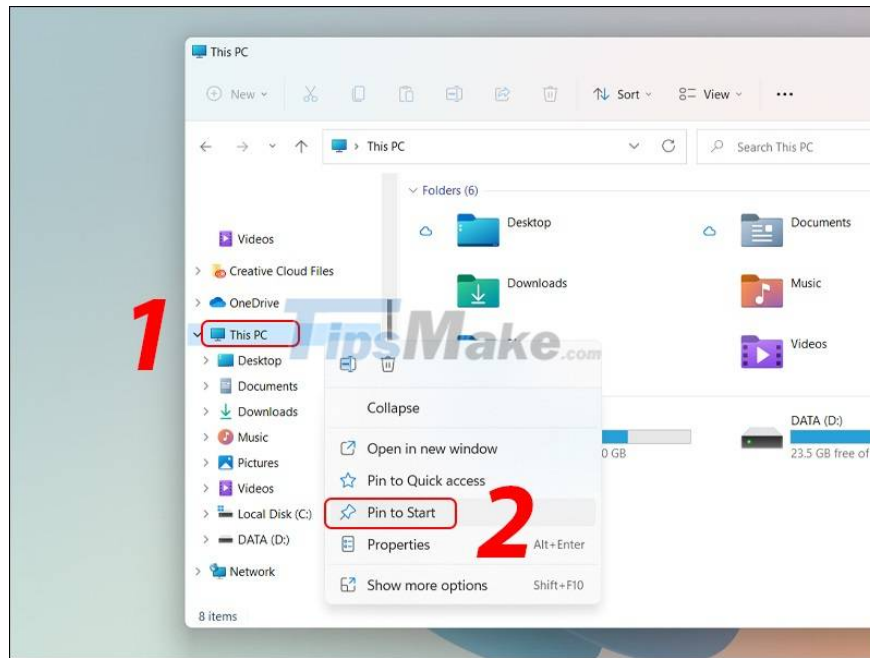 This PC
New
Sort
View
...
This PC
Search This PC
Folders (6)
Videos
Creative Cloud Files
OneDrive
This PC
Desktop
Documents
Downloads
Music
Pictures
Videos
Local Disk (C:)
DATA (D:)
Network
8 items
Desktop
Documents
Downloads
Music
Videos
DATA (D:)
0 GB
23.5 GB free of
TipsMake.com
1
Collapse
Open in new window
Pin to Quick access
Pin to Start
2
Properties Alt+Enter
Show more options Shift+F10